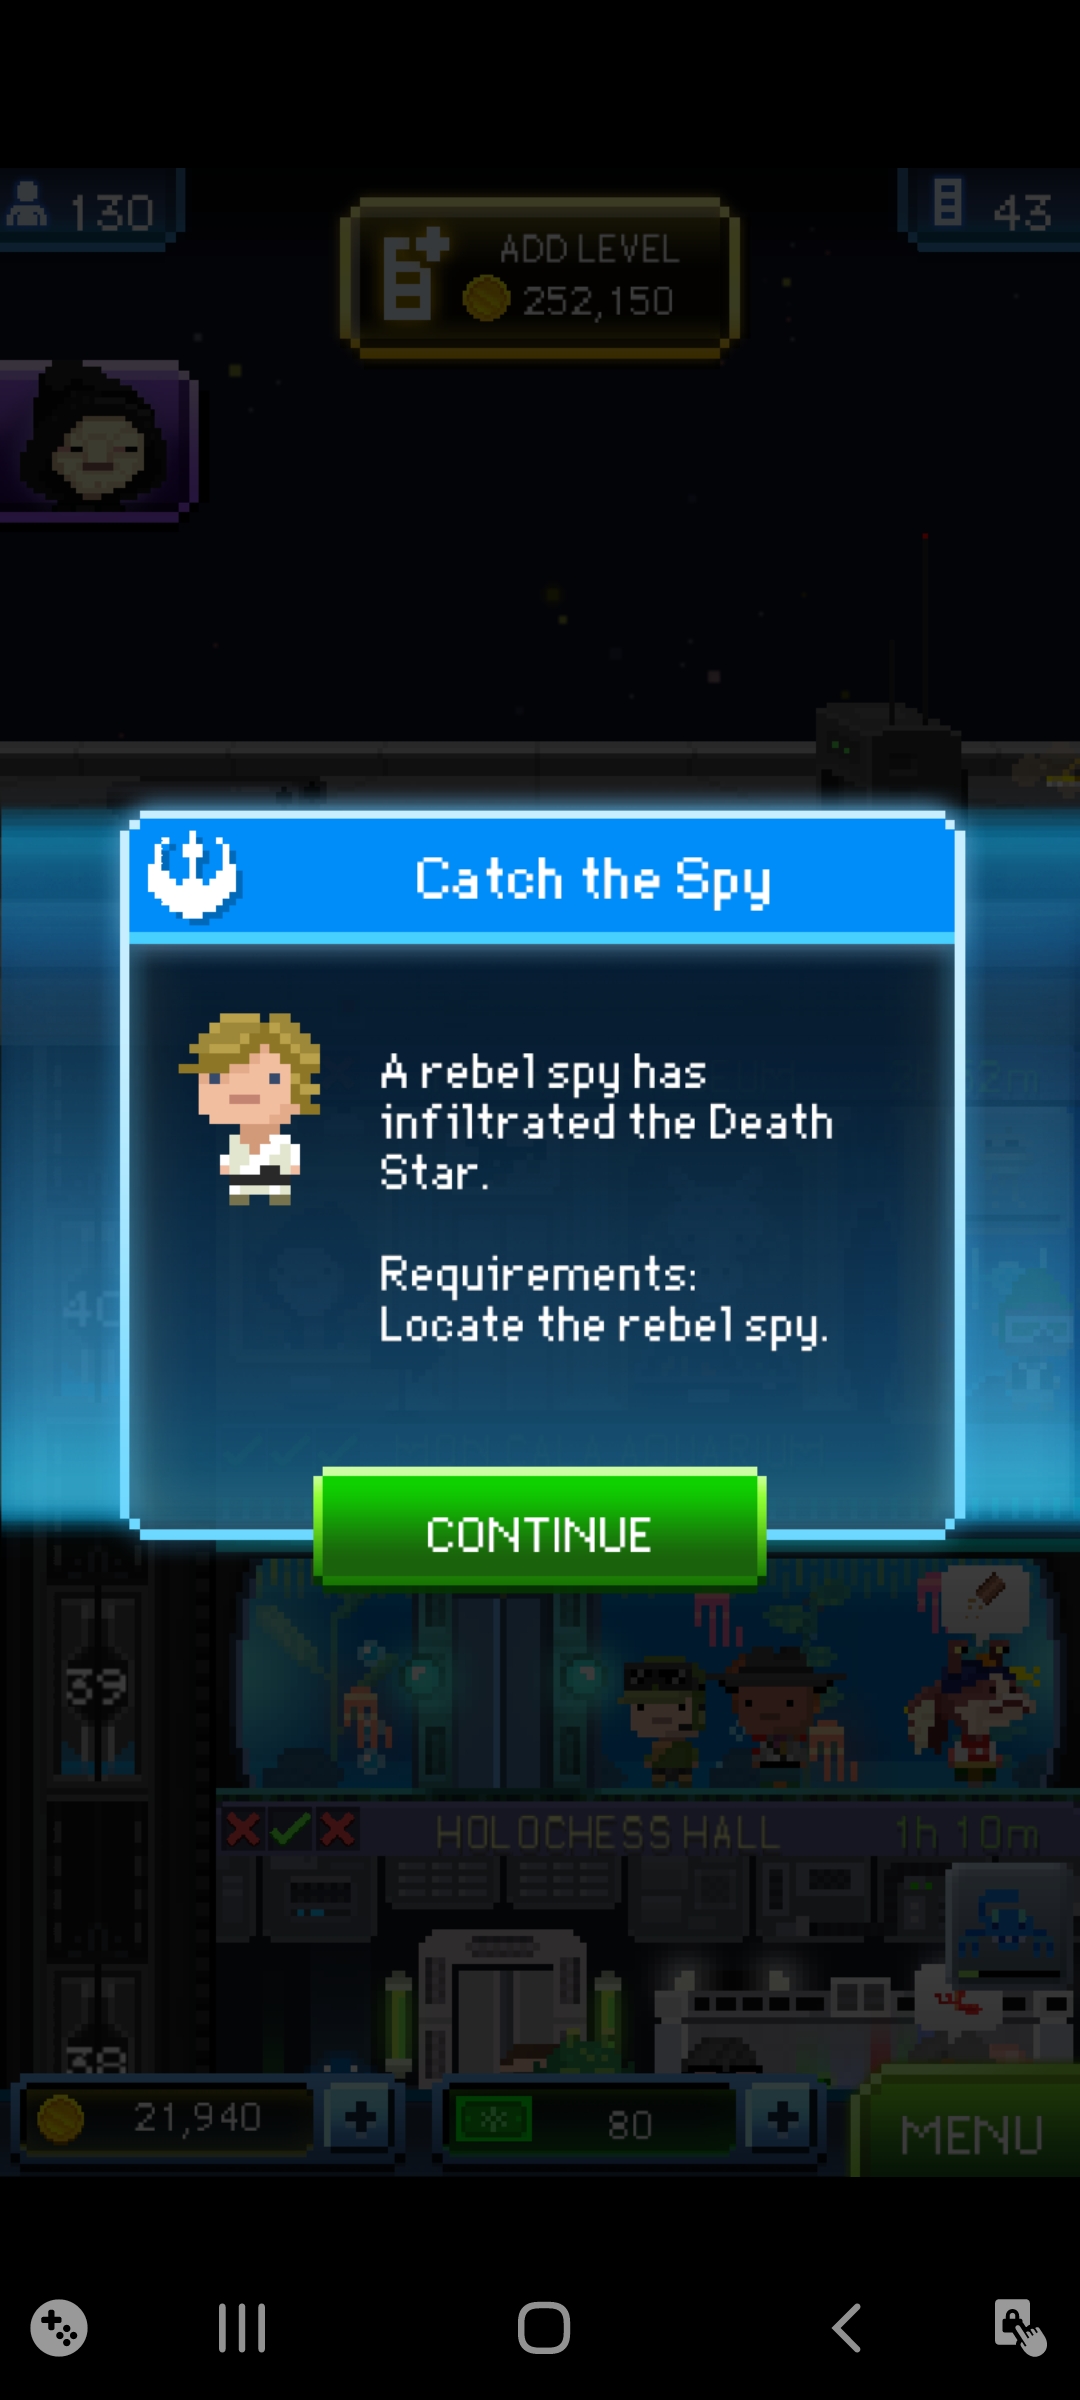 130
ADD LEVEL
252,150
43
Catch the Spy
A rebel spy has
infiltrated the Death
Star.
Requirements:
Locate the rebel spy.
40
CONTINUE
39
HOLOCHESS HALL 1h 10m
38
21,940
80
MENU